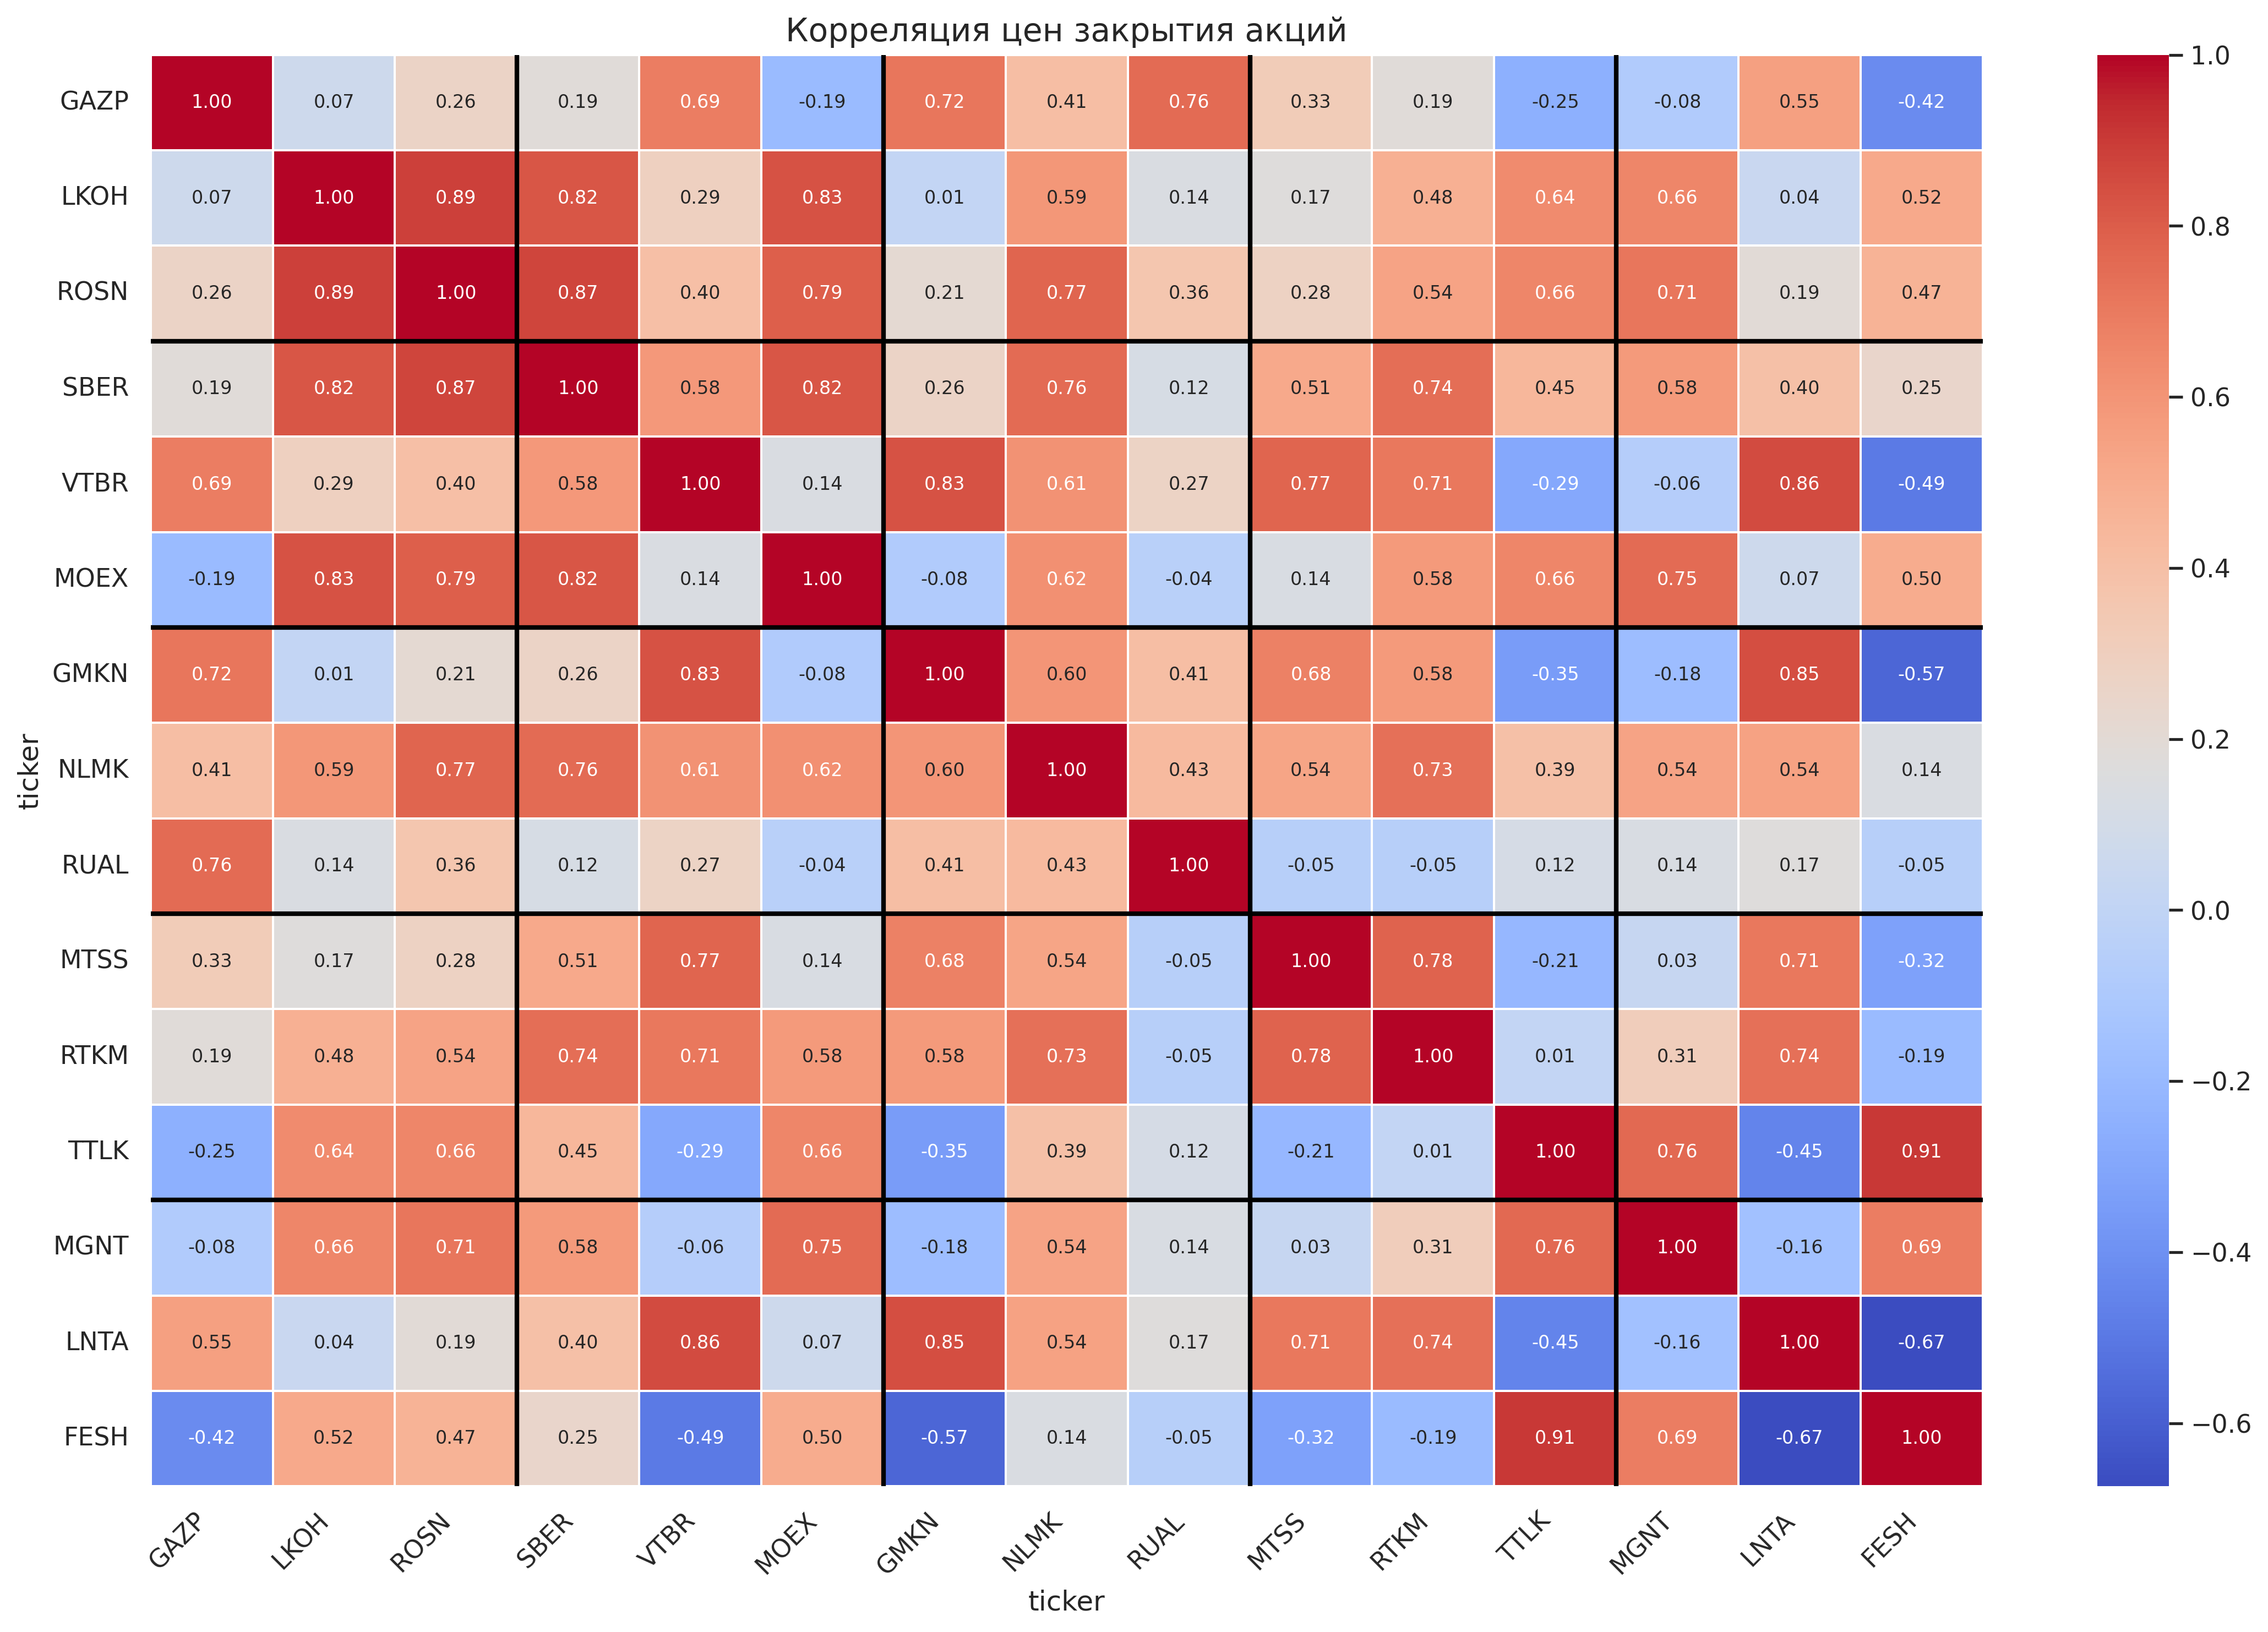 Корреляция цен закрытия акций
GAZP 1.00 0.07 0.26 0.19 0.69 -0.19 0.72 0.41 0.76 0.33 0.19 -0.25 -0.08 0.55 -0.42
LKOH 0.07 1.00 0.89 0.82 0.29 0.83 0.01 0.59 0.14 0.17 0.48 0.64 0.66 0.04 0.52
ROSN 0.26 0.89 1.00 0.87 0.40 0.79 0.21 0.77 0.36 0.28 0.54 0.66 0.71 0.19 0.47
SBER 0.19 0.82 0.87 1.00 0.58 0.82 0.26 0.76 0.12 0.51 0.74 0.45 0.58 0.40 0.25
VTBR 0.69 0.29 0.40 0.58 1.00 0.14 0.83 0.61 0.27 0.77 0.71 -0.29 -0.06 0.86 -0.49
MOEX -0.19 0.83 0.79 0.82 0.14 1.00 -0.08 0.62 -0.04 0.14 0.58 0.66 0.75 0.07 0.50
GMKN 0.72 0.01 0.21 0.26 0.83 -0.08 1.00 0.60 0.41 0.68 0.58 -0.35 -0.18 0.85 -0.57
NLMK 0.41 0.59 0.77 0.76 0.61 0.62 0.60 1.00 0.43 0.54 0.73 0.39 0.54 0.54 0.14
RUAL 0.76 0.14 0.36 0.12 0.27 -0.04 0.41 0.43 1.00 -0.05 -0.05 0.12 0.14 0.17 -0.05
MTSS 0.33 0.17 0.28 0.51 0.77 0.14 0.68 0.54 -0.05 1.00 0.78 -0.21 0.03 0.71 -0.32
RTKM 0.19 0.48 0.54 0.74 0.71 0.58 0.58 0.73 -0.05 0.78 1.00 0.01 0.31 0.74 -0.19
TTLK -0.25 0.64 0.66 0.45 -0.29 0.66 -0.35 0.39 0.12 -0.21 0.01 1.00 0.76 -0.45 0.91
MGNT -0.08 0.66 0.71 0.58 -0.06 0.75 -0.18 0.54 0.14 0.03 0.31 0.76 1.00 -0.16 0.69
LNTA 0.55 0.04 0.19 0.40 0.86 0.07 0.85 0.54 0.17 0.71 0.74 -0.45 -0.16 1.00 -0.67
FESH -0.42 0.52 0.47 0.25 -0.49 0.50 -0.57 0.14 -0.05 -0.32 -0.19 0.91 0.69 -0.67 1.00
GAZP LKOH ROSN SBER VTBR MOEX GMKN NLMK RUAL MTSS RTKM TTLK MGNT LNTA FESH
ticker
ticker
1.0
0.8
0.6
0.4
0.2
0.0
−0.2
−0.4
−0.6